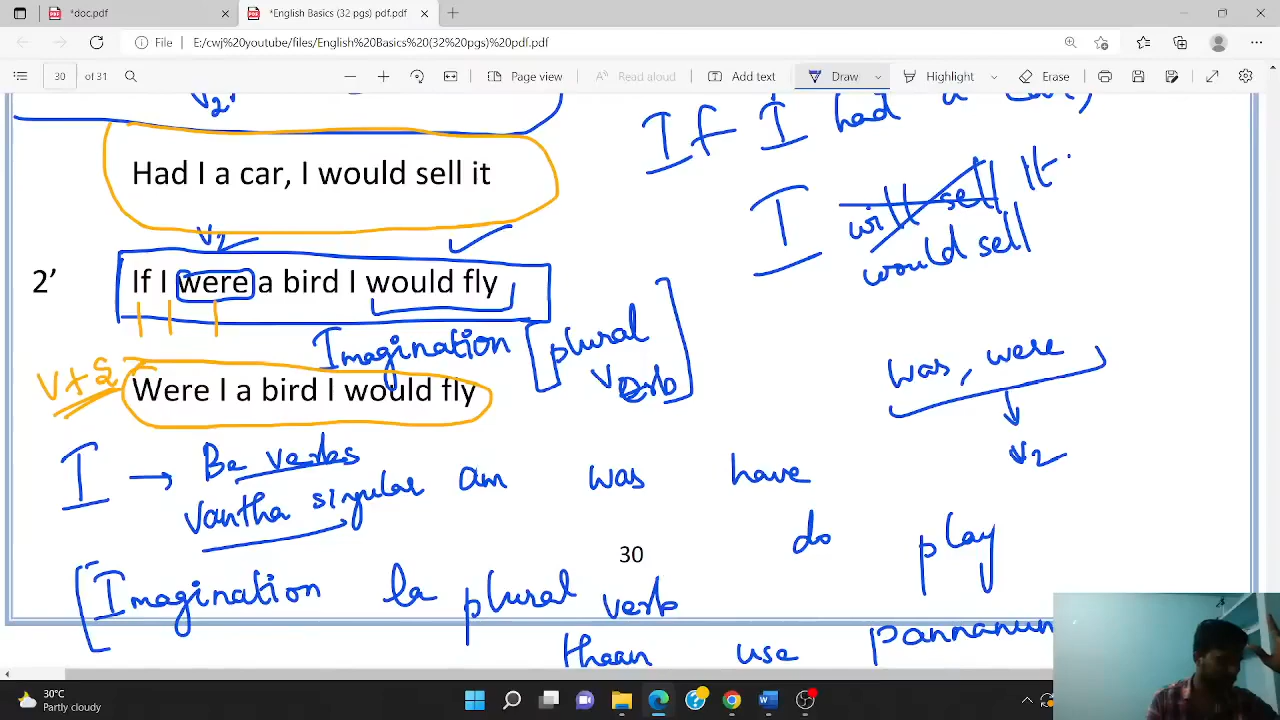 *doc.pdf
*English Basics (32 pgs) pdf.pdf
File E:/cwj%20youtube/files/English%20Basics(32%20pgs)%20pdf.pdf
30 of 31 Page view Read aloud Add text Draw Highlight Erase
V2
If I had a car,
Had I a car, I would sell it
I will sell it.
would sell
V2
2’ If I were a bird I would fly
Imagination [plural verb]
was, were
V2
V+S
Were I a bird I would fly
I → Be verbs
vantha singular am was have
do play
30
[Imagination la plural verb
thaan use pannanum
30°C
Partly cloudy